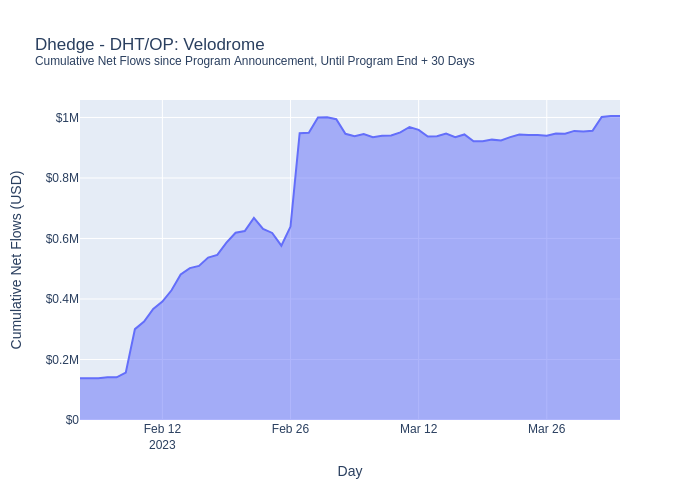 Dhedge - DHT/OP: Velodrome
Cumulative Net Flows since Program Announcement, Until Program End + 30 Days
Cumulative Net Flows (USD)
$1M
$0.8M
$0.6M
$0.4M
$0.2M
$0
Feb 12
2023
Feb 26
Mar 12
Mar 26
Day